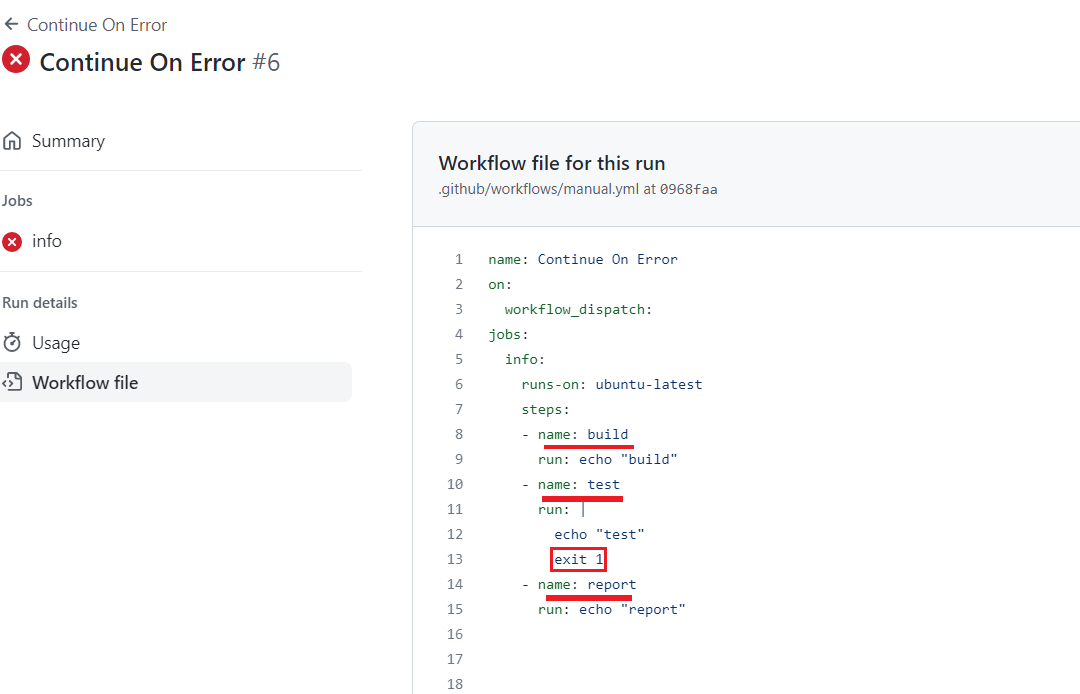 Continue On Error
Continue On Error #6
Summary
Jobs
info
Run details
Usage
Workflow file
Workflow file for this run
.github/workflows/manual.yml at 0968faa
1 name: Continue On Error
2 on:
3 workflow_dispatch:
4 jobs:
5 info:
6 runs-on: ubuntu-latest
7 steps:
8 - name: build
9 run: echo "build"
10 - name: test
11 run: |
12 echo "test"
13 exit 1
14 - name: report
15 run: echo "report"
16
17
18